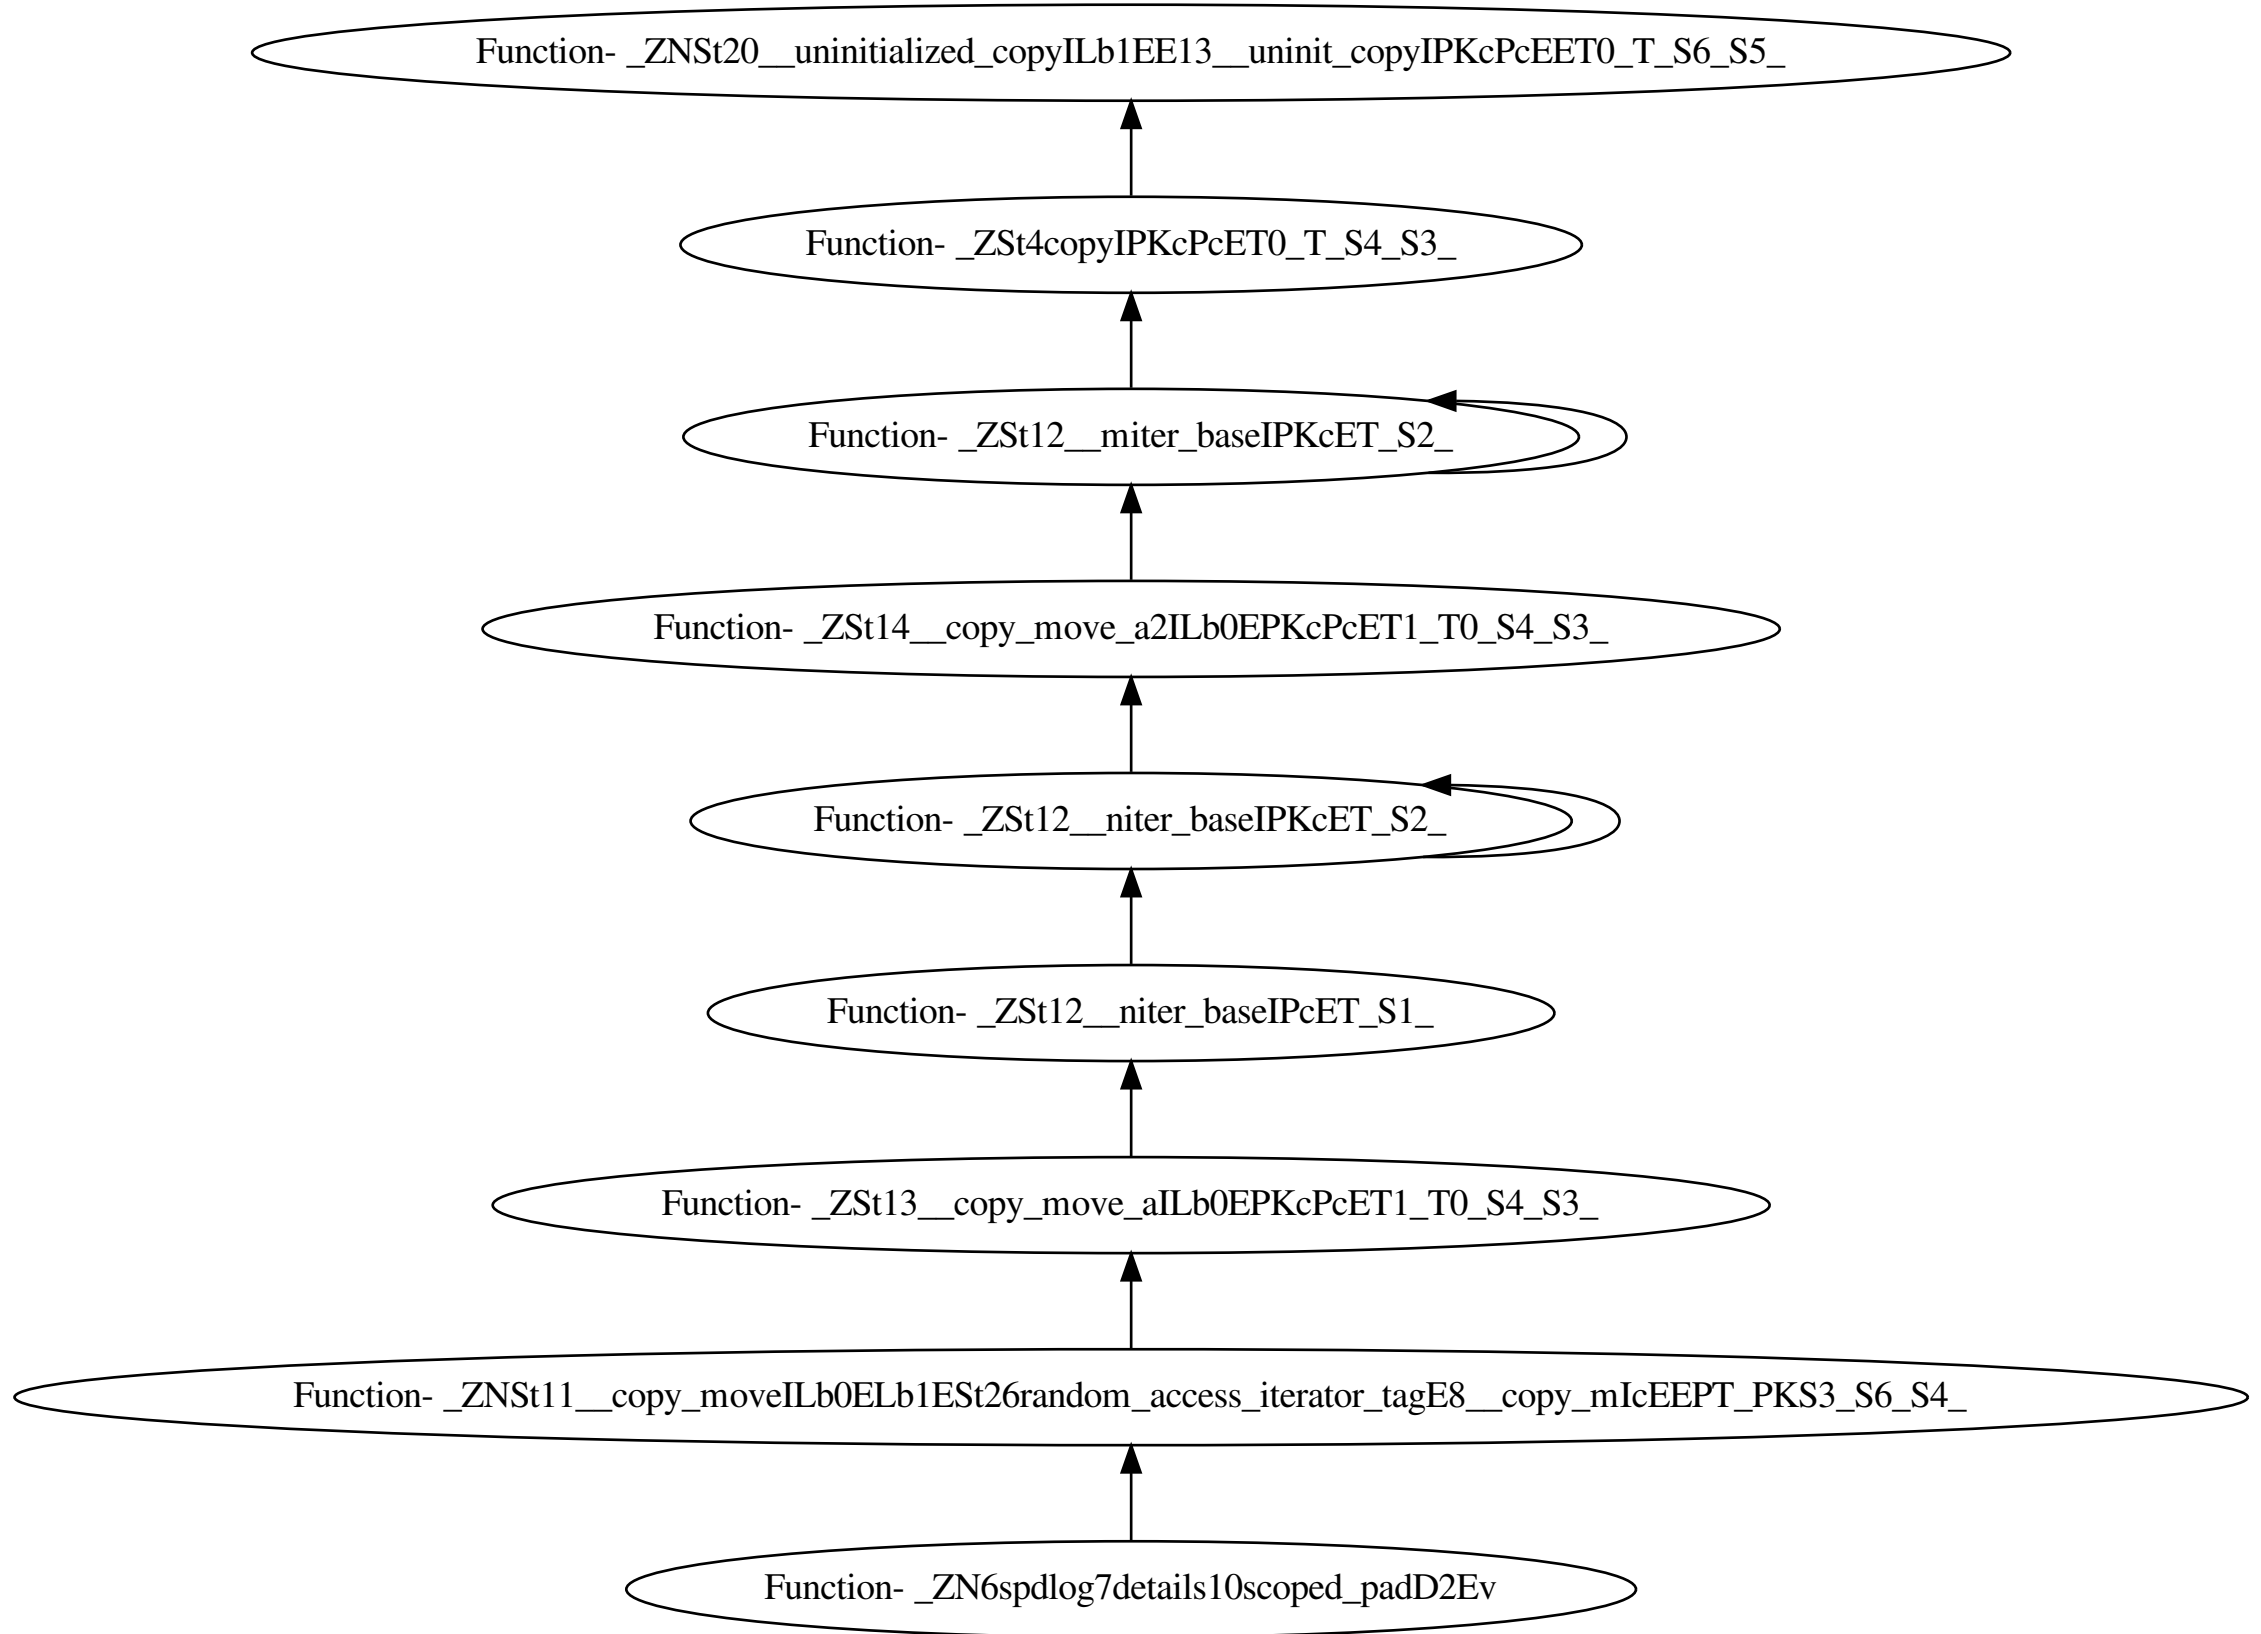 Function- _ZNSt20__uninitialized_copyILb1EE13__uninit_copyIPKcPcEET0_T_S6_S5_
Function- _ZSt4copyIPKcPcET0_T_S4_S3_
Function- _ZSt12__miter_baseIPKcET_S2_
Function- _ZSt14__copy_move_a2ILb0EPKcPcET1_T0_S4_S3_
Function- _ZSt12__niter_baseIPKcET_S2_
Function- _ZSt12__niter_baseIPcET_S1_
Function- _ZSt13__copy_move_aILb0EPKcPcET1_T0_S4_S3_
Function- _ZNSt11__copy_moveILb0ELb1ESt26random_access_iterator_tagE8__copy_mIcEEPT_PKS3_S6_S4_
Function- _ZN6spdlog7details10scoped_padD2Ev